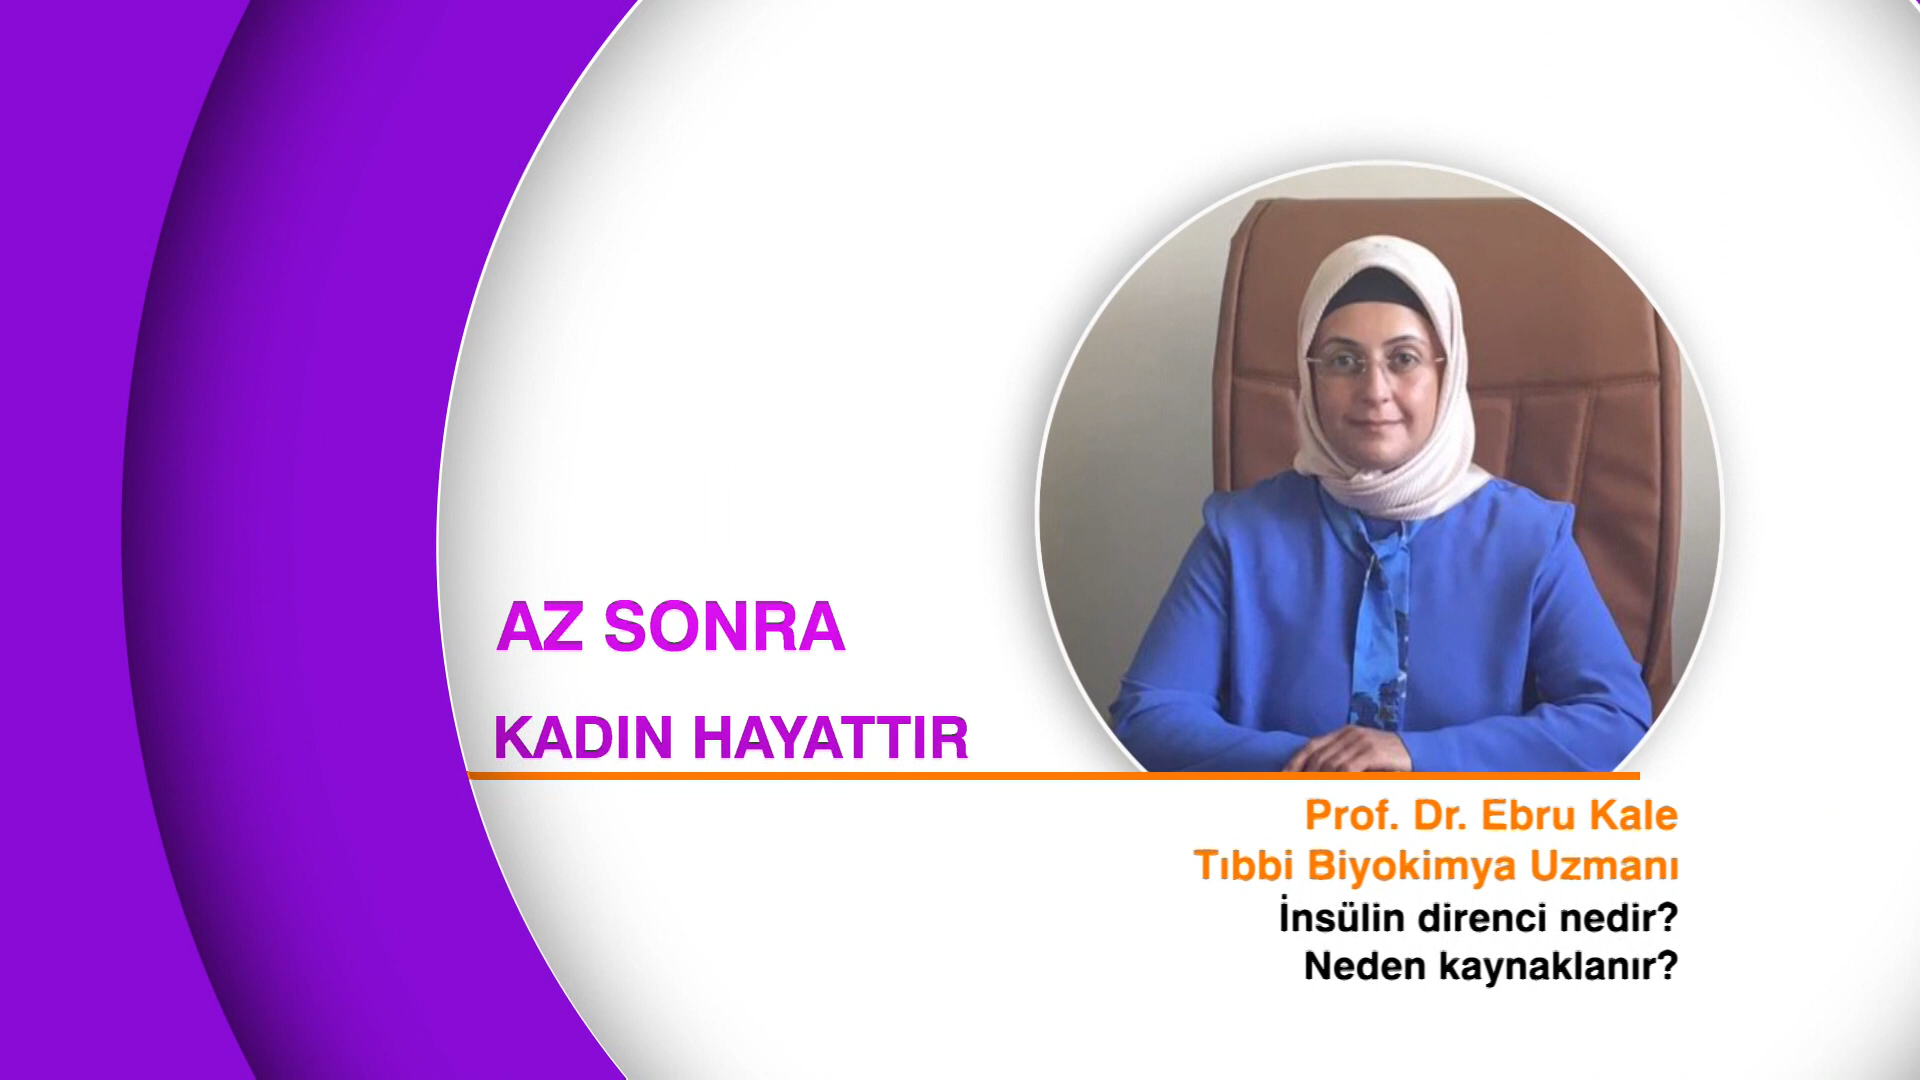 AZ SONRA
KADIN HAYATTIR
Prof. Dr. Ebru Kale
Tıbbi Biyokimya Uzmanı
İnsülin direnci nedir?
Neden kaynaklanır?